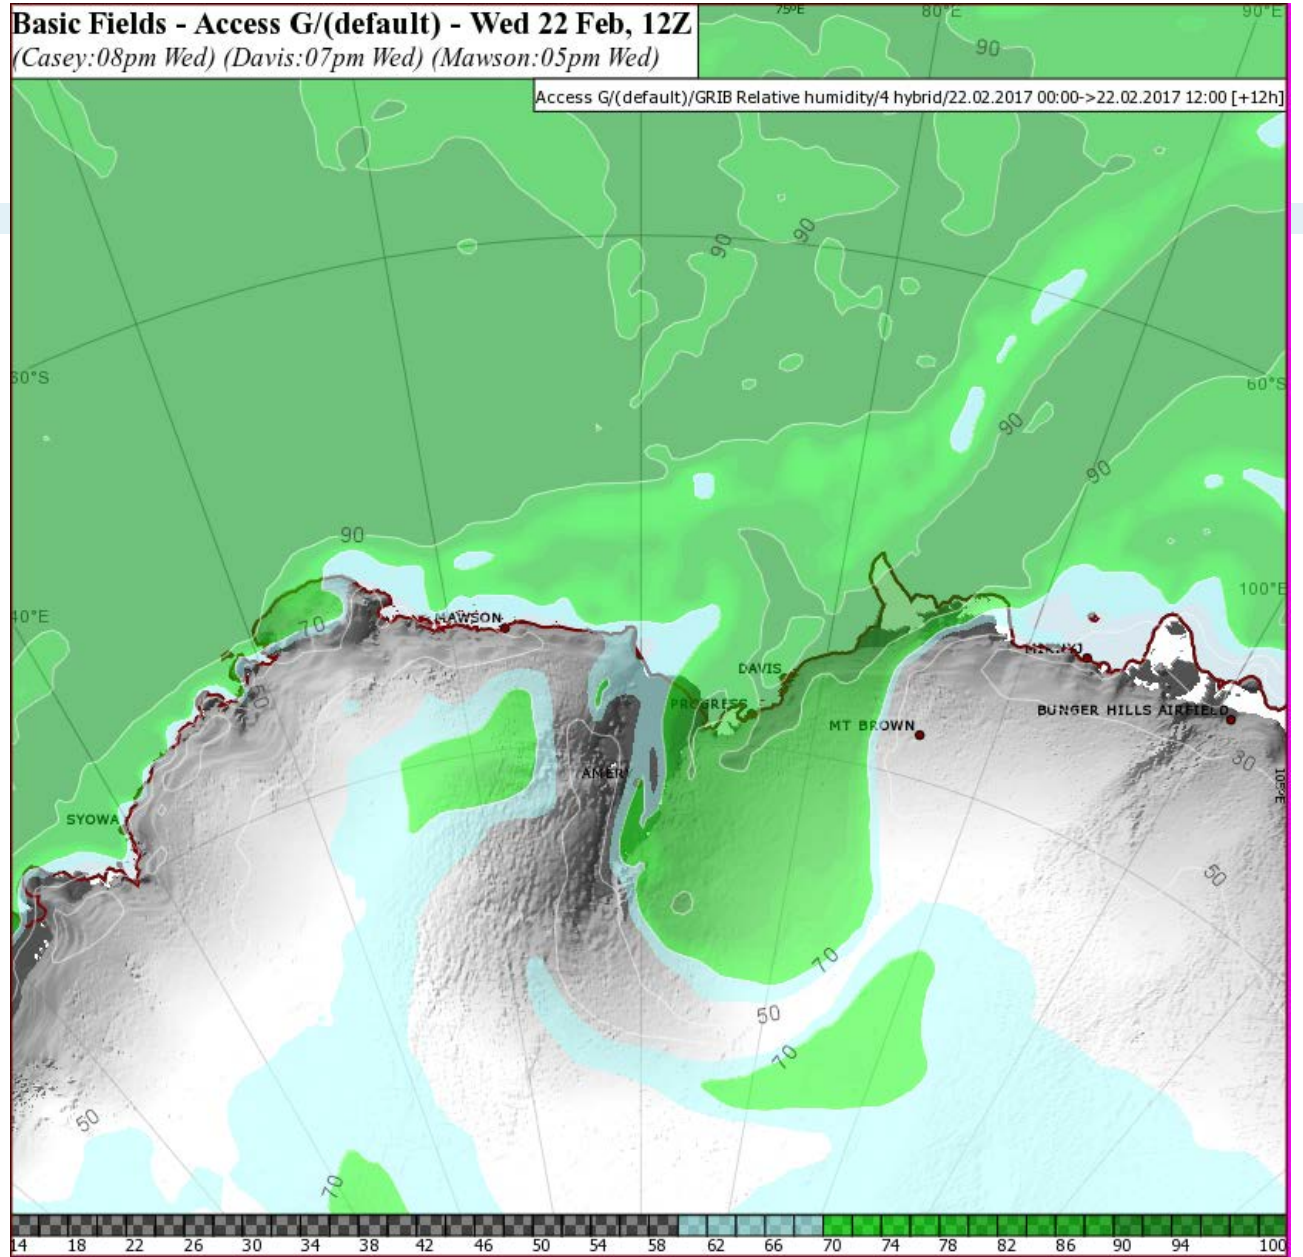 Basic Fields - Access G/(default) - Wed 22 Feb, 12Z
(Casey:08pm Wed) (Davis:07pm Wed) (Mawson:05pm Wed)
75°E
80°E
90°E
90
Access G/(default)/GRIB Relative humidity/4 hybrid/22.02.2017 00:00->22.02.2017 12:00 [+12h]
90
90
60°S
60°S
90
90
90
100°E
40°E
MAWSON
70
DAVIS
PROGRESS
BUNGER HILLS AIRFIELD
MT BROWN
30
105°E
SYOWA
50
70
50
70
50
70
14 18 22 26 30 34 38 42 46 50 54 58 62 66 70 74 78 82 86 90 94 100